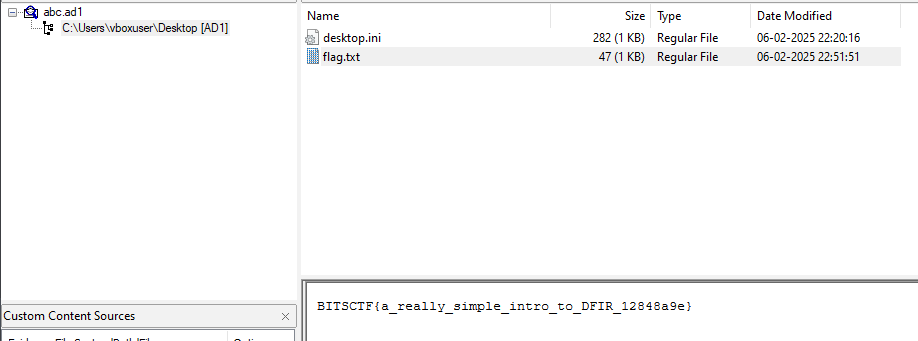 abc.ad1
C:\Users\vboxuser\Desktop [AD1]
Name Size Type Date Modified
desktop.ini 282 (1 KB) Regular File 06-02-2025 22:20:16
flag.txt 47 (1 KB) Regular File 06-02-2025 22:51:51
BITSCTF{a_really_simple_intro_to_DFIR_12848a9e}
Custom Content Sources